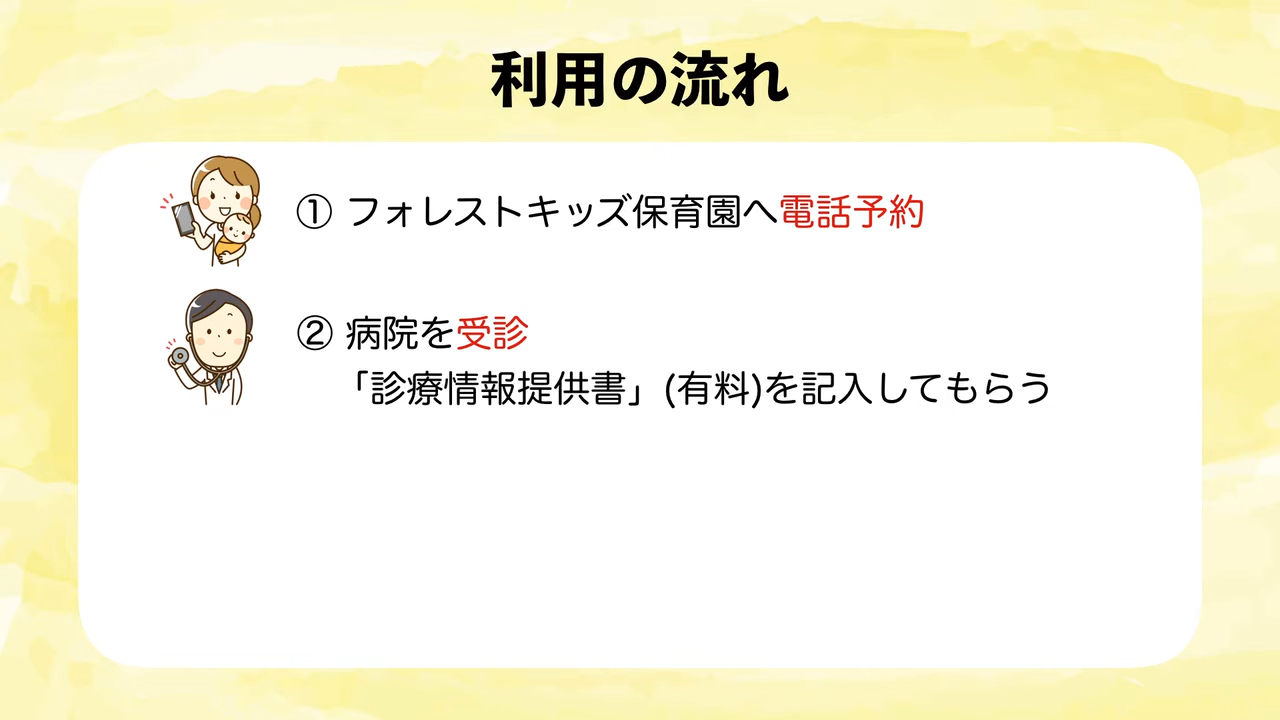 利用の流れ
① フォレストキッズ保育園へ電話予約
② 病院を受診
「診療情報提供書」(有料)を記入してもらう